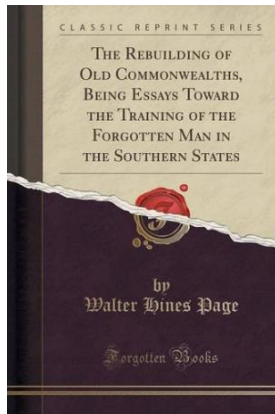 CLASSIC REPRINT SERIES
THE REBUILDING OF
OLD COMMONWEALTHS,
BEING ESSAYS TOWARD
THE TRAINING OF THE
FORGOTTEN MAN IN
THE SOUTHERN STATES
by
Walter Hines Page
Forgotten Books